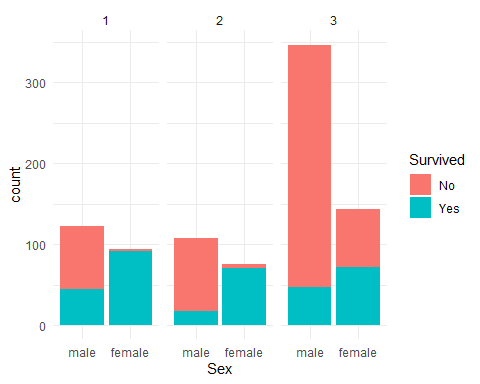 1 2 3
300
200
100
0
count
male female male female male female
Sex
Survived
No
Yes